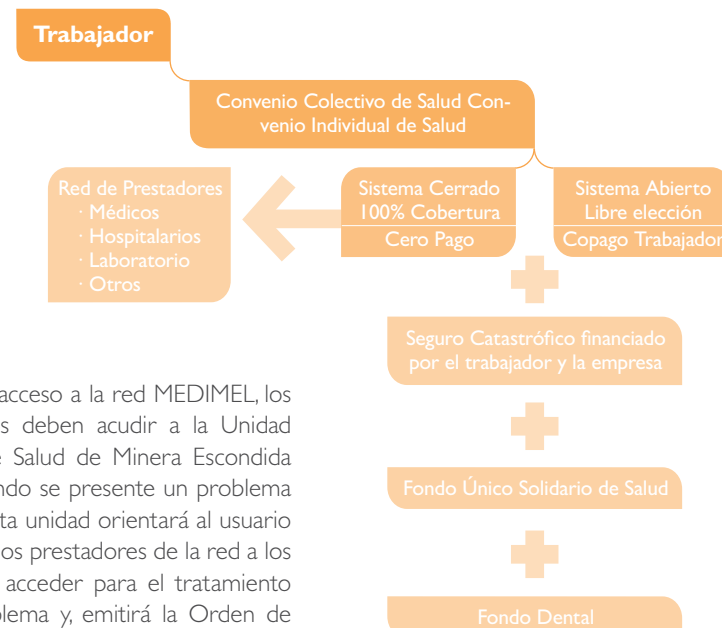 Trabajador
Convenio Colectivo de Salud Con-
venio Individual de Salud
Red de Prestadores
· Médicos
· Hospitalarios
· Laboratorio
· Otros
Sistema Cerrado
100% Cobertura
Cero Pago
Sistema Abierto
Libre elección
Copago Trabajador
Seguro Catastrófico financiado
por el trabajador y la empresa
Fondo Único Solidario de Salud
Fondo Dental
acceso a la red MEDIMEL, los
s deben acudir a la Unidad
e Salud de Minera Escondida
ndo se presente un problema
ta unidad orientará al usuario
os prestadores de la red a los
acceder para el tratamiento
blema y, emitirá la Orden de